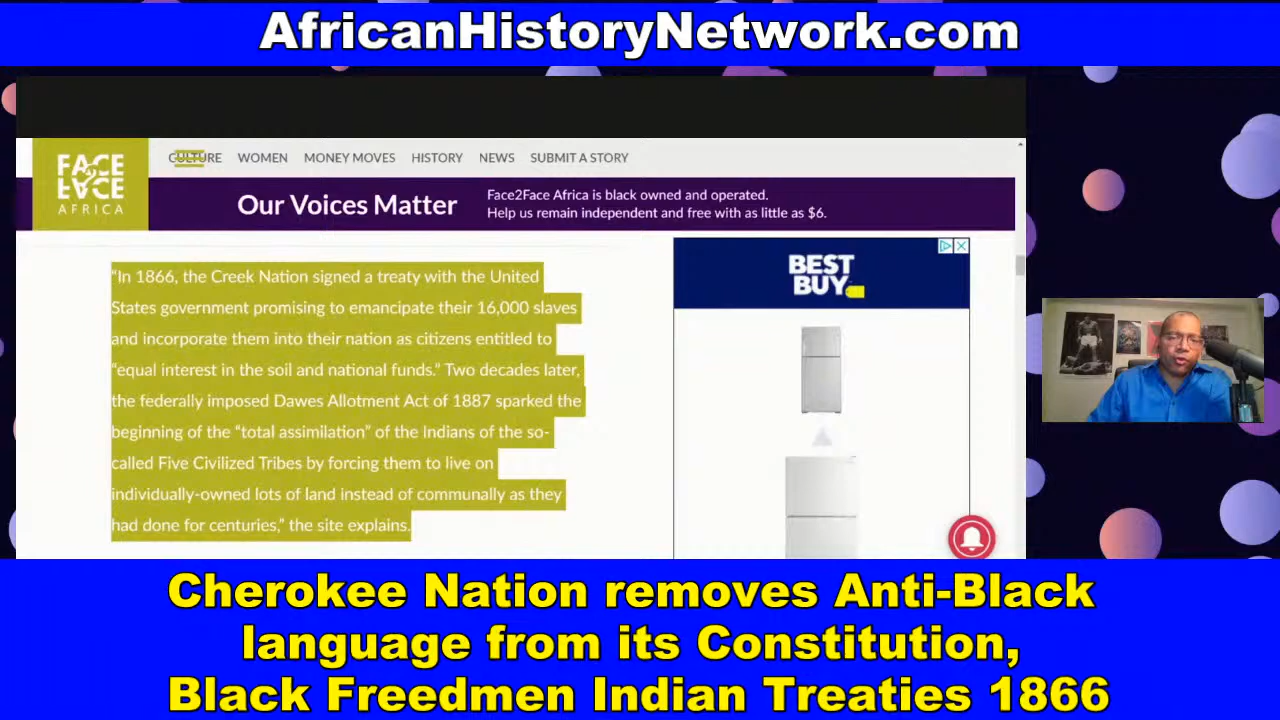 AfricanHistoryNetwork.com
FACE
FACE
AFRICA
CULTURE WOMEN MONEY MOVES HISTORY NEWS SUBMIT A STORY
Our Voices Matter
Face2Face Africa is black owned and operated.
Help us remain independent and free with as little as $6.
“In 1866, the Creek Nation signed a treaty with the United
States government promising to emancipate their 16,000 slaves
and incorporate them into their nation as citizens entitled to
“equal interest in the soil and national funds.” Two decades later,
the federally imposed Dawes Allotment Act of 1887 sparked the
beginning of the “total assimilation” of the Indians of the so-
called Five Civilized Tribes by forcing them to live on
individually-owned lots of land instead of communally as they
had done for centuries,” the site explains.
BEST
BUY
Cherokee Nation removes Anti-Black
language from its Constitution,
Black Freedmen Indian Treaties 1866